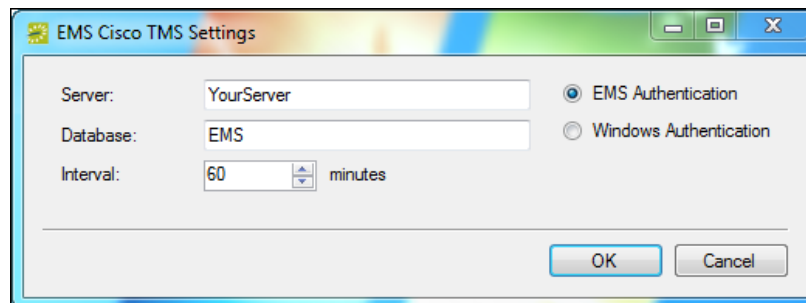 EMS Cisco TMS Settings
Server: YourServer EMS Authentication
Database: EMS Windows Authentication
Interval: 60 minutes
OK Cancel